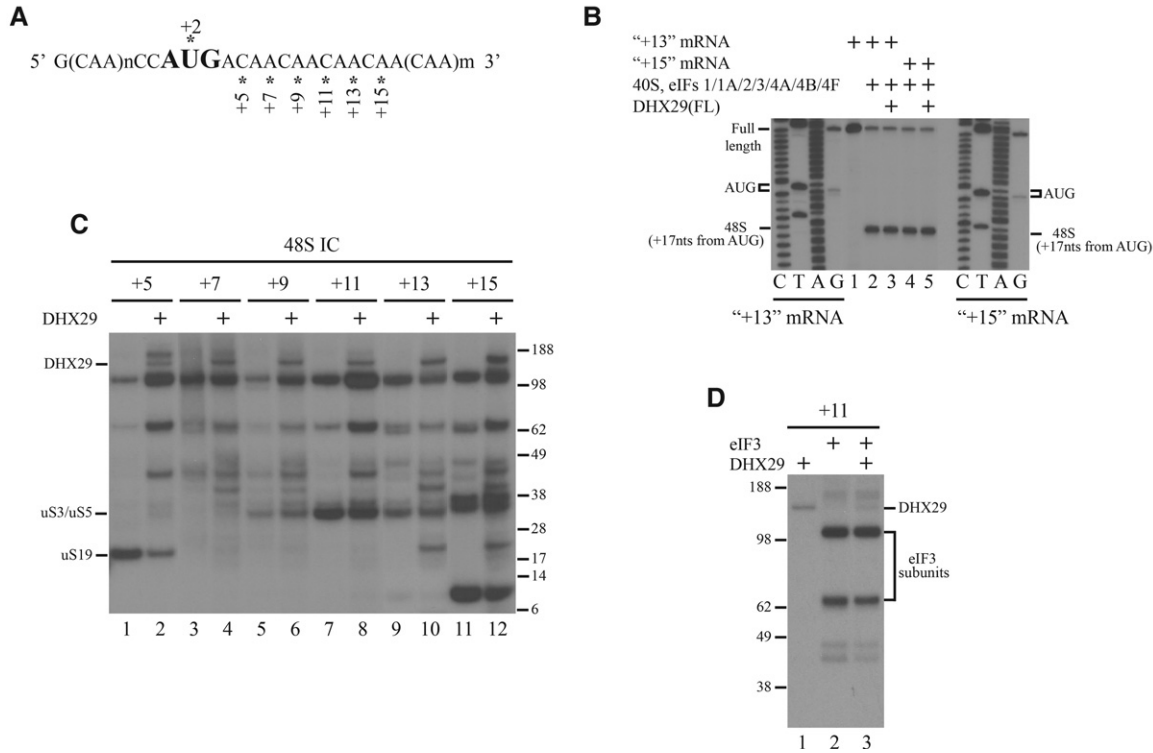 A
+2
*
5' G(CAA)nCCAUGACAACAACAACAACAA(CAA)m 3'
* * * * * *
+5 +7 +9 +11 +13 +15
B
“+13” mRNA + + +
“+15” mRNA + +
40S, eIFs 1/1A/2/3/4A/4B/4F + + + +
DHX29(FL) + +
Full
length
AUG
AUG
48S
(+17nts from AUG)
48S
(+17nts from AUG)
C T A G 1 2 3 4 5 C T A G
“+13” mRNA “+15” mRNA
C
48S IC
+5 +7 +9 +11 +13 +15
DHX29 + + + + + +
DHX29
uS3/uS5
uS19
188
98
62
49
38
28
17
14
6
1 2 3 4 5 6 7 8 9 10 11 12
D
+11
eIF3 + +
DHX29 + +
188
98
62
49
38
DHX29
eIF3
subunits
1 2 3